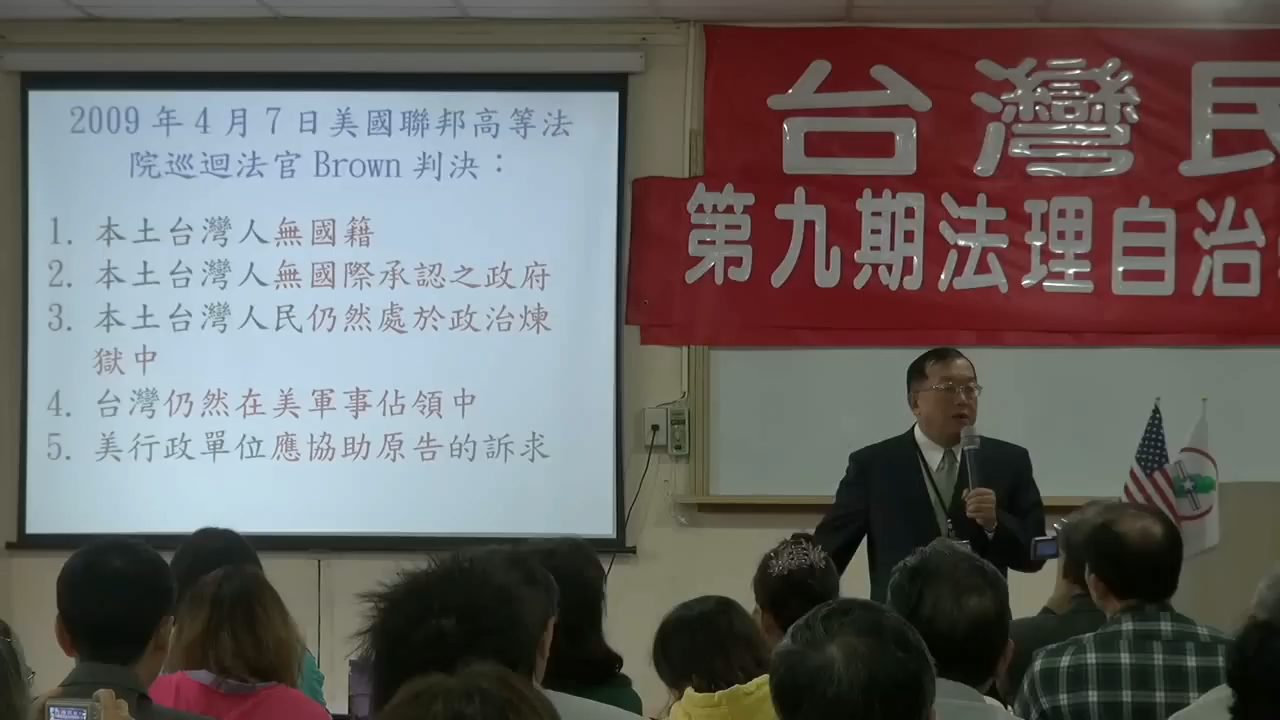 2009 年 4 月 7 日美國聯邦高等法
院巡迴法官 Brown 判決：
1. 本土台灣人無國籍
2. 本土台灣人無國際承認之政府
3. 本土台灣人民仍然處於政治煉
獄中
4. 台灣仍然在美軍事佔領中
5. 美行政單位應協助原告的訴求
台灣民
第九期法理自治